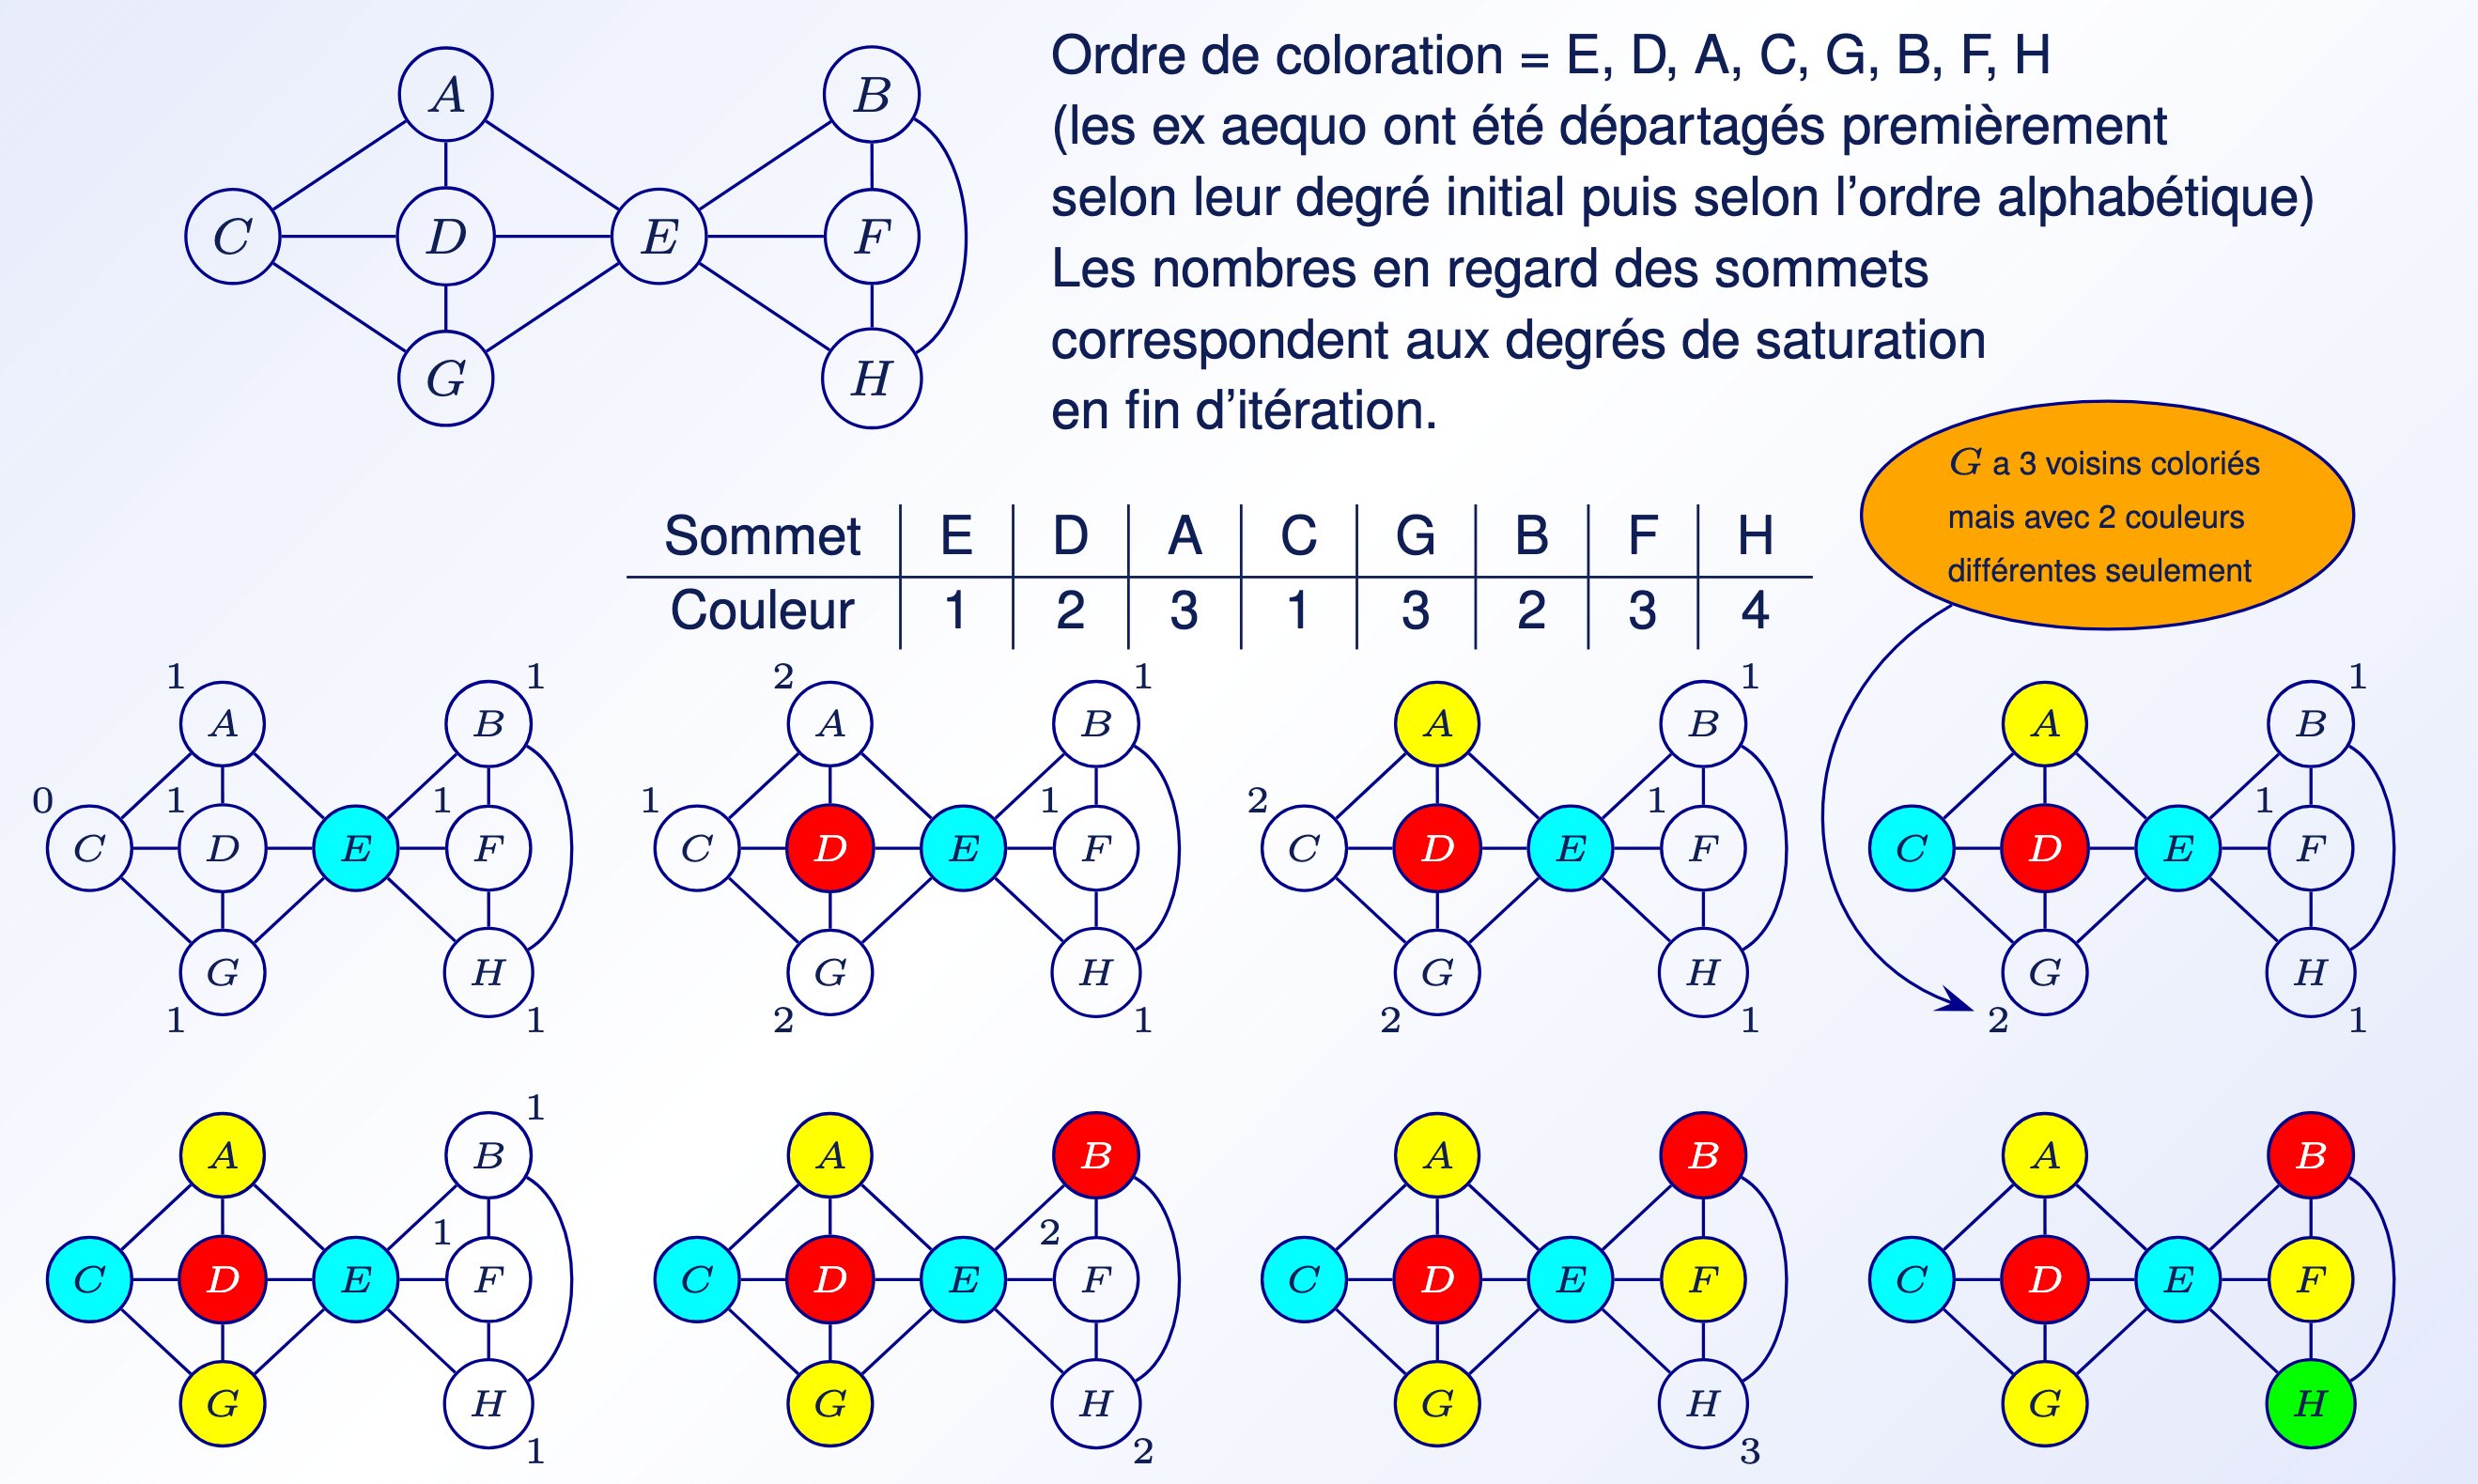 A B
C D E F
G H
Ordre de coloration = E, D, A, C, G, B, F, H
(les ex aequo ont été départagés premièrement
selon leur degré initial puis selon l'ordre alphabétique)
Les nombres en regard des sommets
correspondent aux degrés de saturation
en fin d'itération.
G a 3 voisins coloriés
mais avec 2 couleurs
différentes seulement
Sommet E D A C G B F H
Couleur 1 2 3 1 3 2 3 4
1 1
A B
0 1 1
C D E F
G H
1 1
2 1
A B
1 1
C D E F
G H
2 1
1
A B
2 1
C D E F
G H
2 1
1
A B
1
C D E F
G H
2 1
1
A B
1
C D E F
G H
1
A B
2
C D E F
G H
2
A B
C D E F
G H
3
A B
C D E F
G H